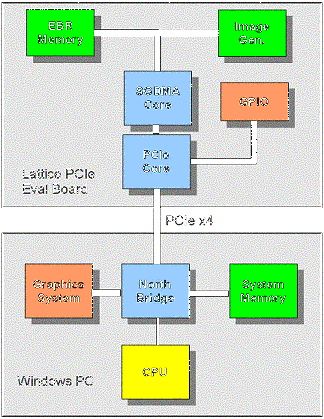 EBR
Memory
Image
Gen.
SGDMA
Core
GPIO
PCIe
Core
Lattice PCIe
Eval Board
PCIe x4
Graphics
System
North
Bridge
System
Memory
CPU
Windows PC